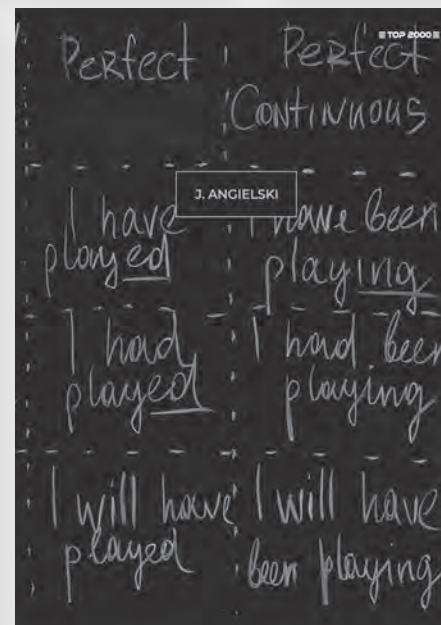 TOP 2000
Perfect
Perfect
Continuous
J. ANGIELSKI
I have
played
I have been
playing
I had
played
I had been
playing
I will have
played
I will have
been playing